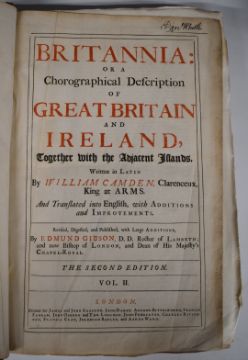 BRITANNIA:
OR A
Chorographical Description
OF
GREAT BRITAIN
AND
IRELAND,
Together with the Adjacent Islands.
Written in LATIN
By WILLIAM CAMDEN, Clarenceux,
King at ARMS.
And Translated into English, with ADDITIONS
and IMPROVEMENTS.
Revised, Digested, and Published, with Large ADDITIONS,
By EDMUND GIBSON, D. D. Rector of LAMBETH;
and now Bishop of LONDON, and Dean of His Majesty's
CHAPEL-ROYAL.
THE SECOND EDITION.
VOL. II.
LONDON,